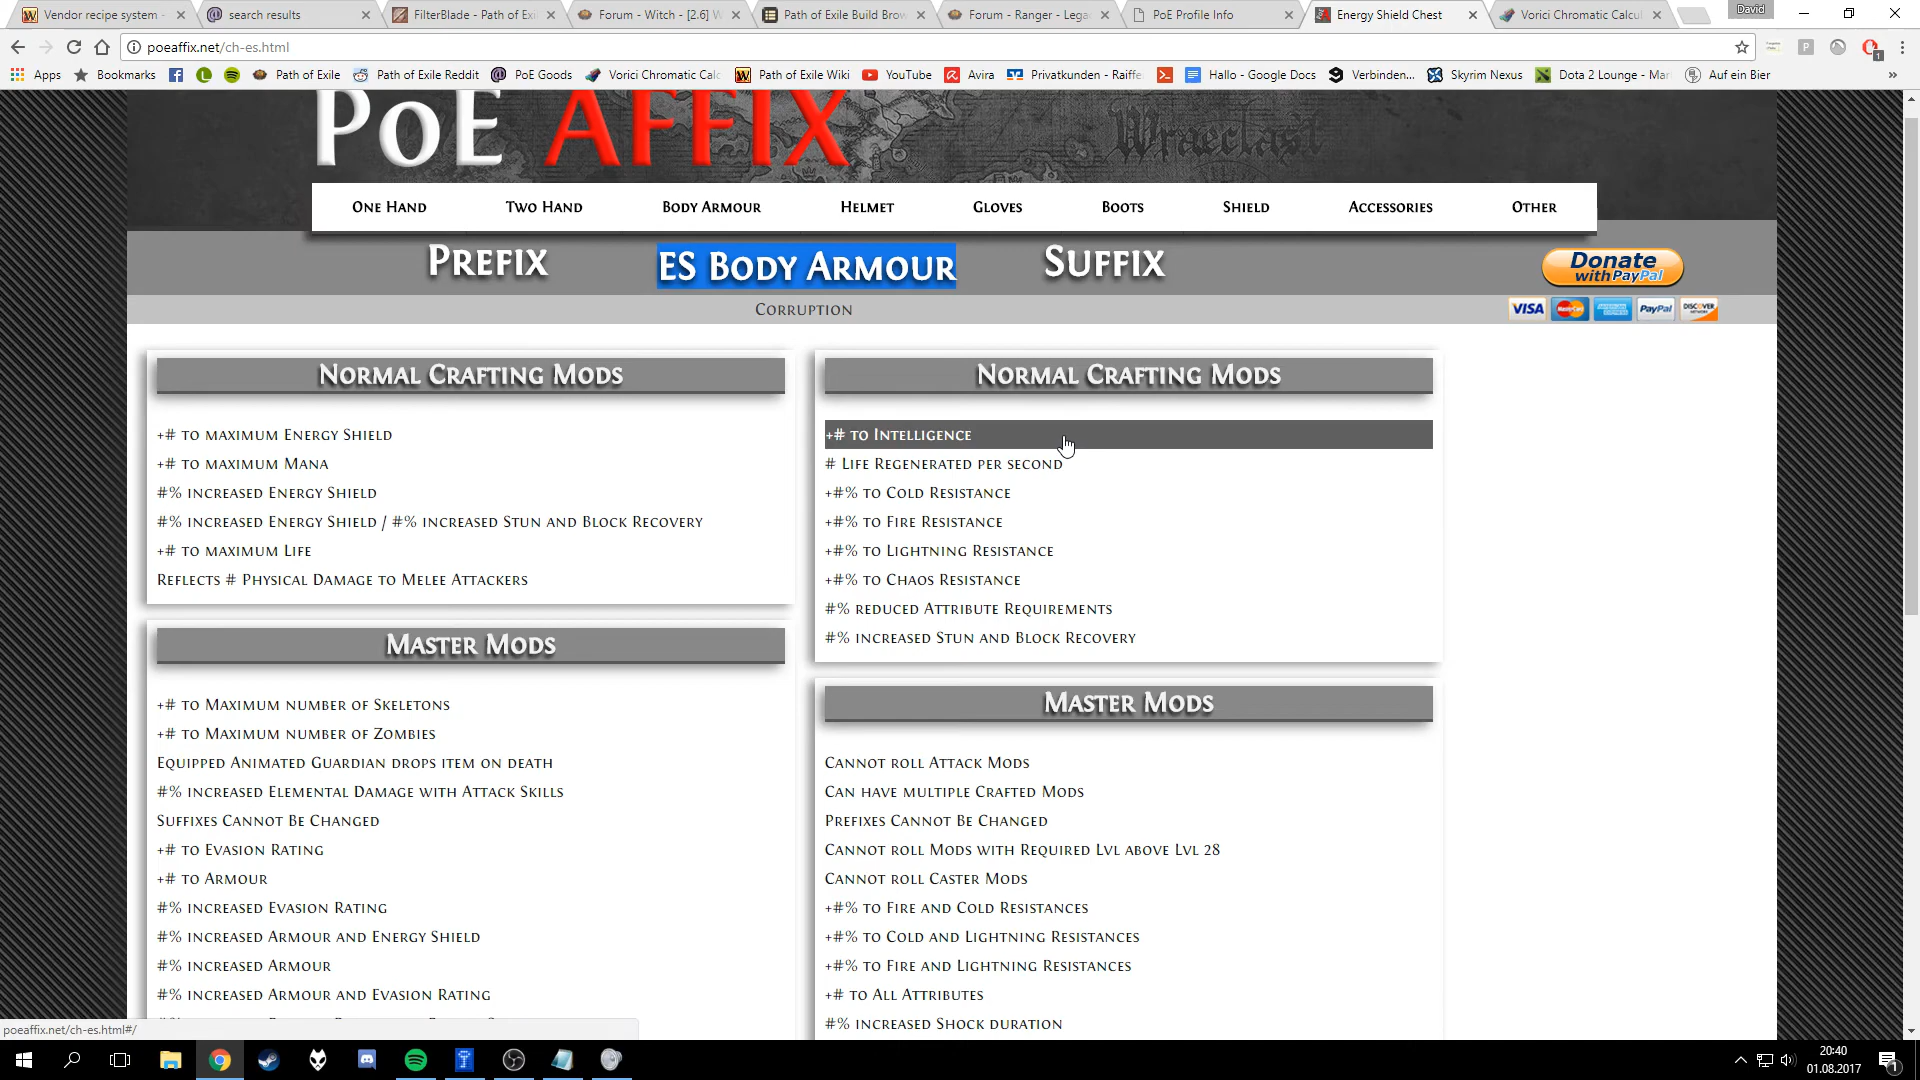 Vendor recipe system -
search results
FilterBlade - Path of Exi
Forum - Witch - [2.6] W
Path of Exile Build Brow
Forum - Ranger - Lega
PoE Profile Info
Energy Shield Chest
Vorici Chromatic Calcul
David
poeaffix.net/ch-es.html
Apps
Bookmarks
Path of Exile
Path of Exile Reddit
PoE Goods
Vorici Chromatic Calc
Path of Exile Wiki
YouTube
Avira
Privatkunden - Raiffe
Hallo - Google Docs
Verbinden...
Skyrim Nexus
Dota 2 Lounge - Mar
Auf ein Bier
»
PoE AFFIX
Wraeclast
One Hand
Two Hand
Body Armour
Helmet
Gloves
Boots
Shield
Accessories
Other
Prefix
ES Body Armour
Suffix
Donate
with PayPal
Corruption
VISA
MasterCard
AMERICAN EXPRESS
PayPal
DISCOVER
Normal Crafting Mods
+# to maximum Energy Shield
+# to maximum Mana
#% increased Energy Shield
#% increased Energy Shield / #% increased Stun and Block Recovery
+# to maximum Life
Reflects # Physical Damage to Melee Attackers
Master Mods
+# to Maximum number of Skeletons
+# to Maximum number of Zombies
Equipped Animated Guardian drops item on death
#% increased Elemental Damage with Attack Skills
Suffixes Cannot Be Changed
+# to Evasion Rating
+# to Armour
#% increased Evasion Rating
#% increased Armour and Energy Shield
#% increased Armour
#% increased Armour and Evasion Rating
Normal Crafting Mods
+# to Intelligence
# Life Regenerated per second
+#% to Cold Resistance
+#% to Fire Resistance
+#% to Lightning Resistance
+#% to Chaos Resistance
#% reduced Attribute Requirements
#% increased Stun and Block Recovery
Master Mods
Cannot roll Attack Mods
Can have multiple Crafted Mods
Prefixes Cannot Be Changed
Cannot roll Mods with Required Lvl above Lvl 28
Cannot roll Caster Mods
+#% to Fire and Cold Resistances
+#% to Cold and Lightning Resistances
+#% to Fire and Lightning Resistances
+# to All Attributes
#% increased Shock duration
poeaffix.net/ch-es.html#/
20:40
01.08.2017
1